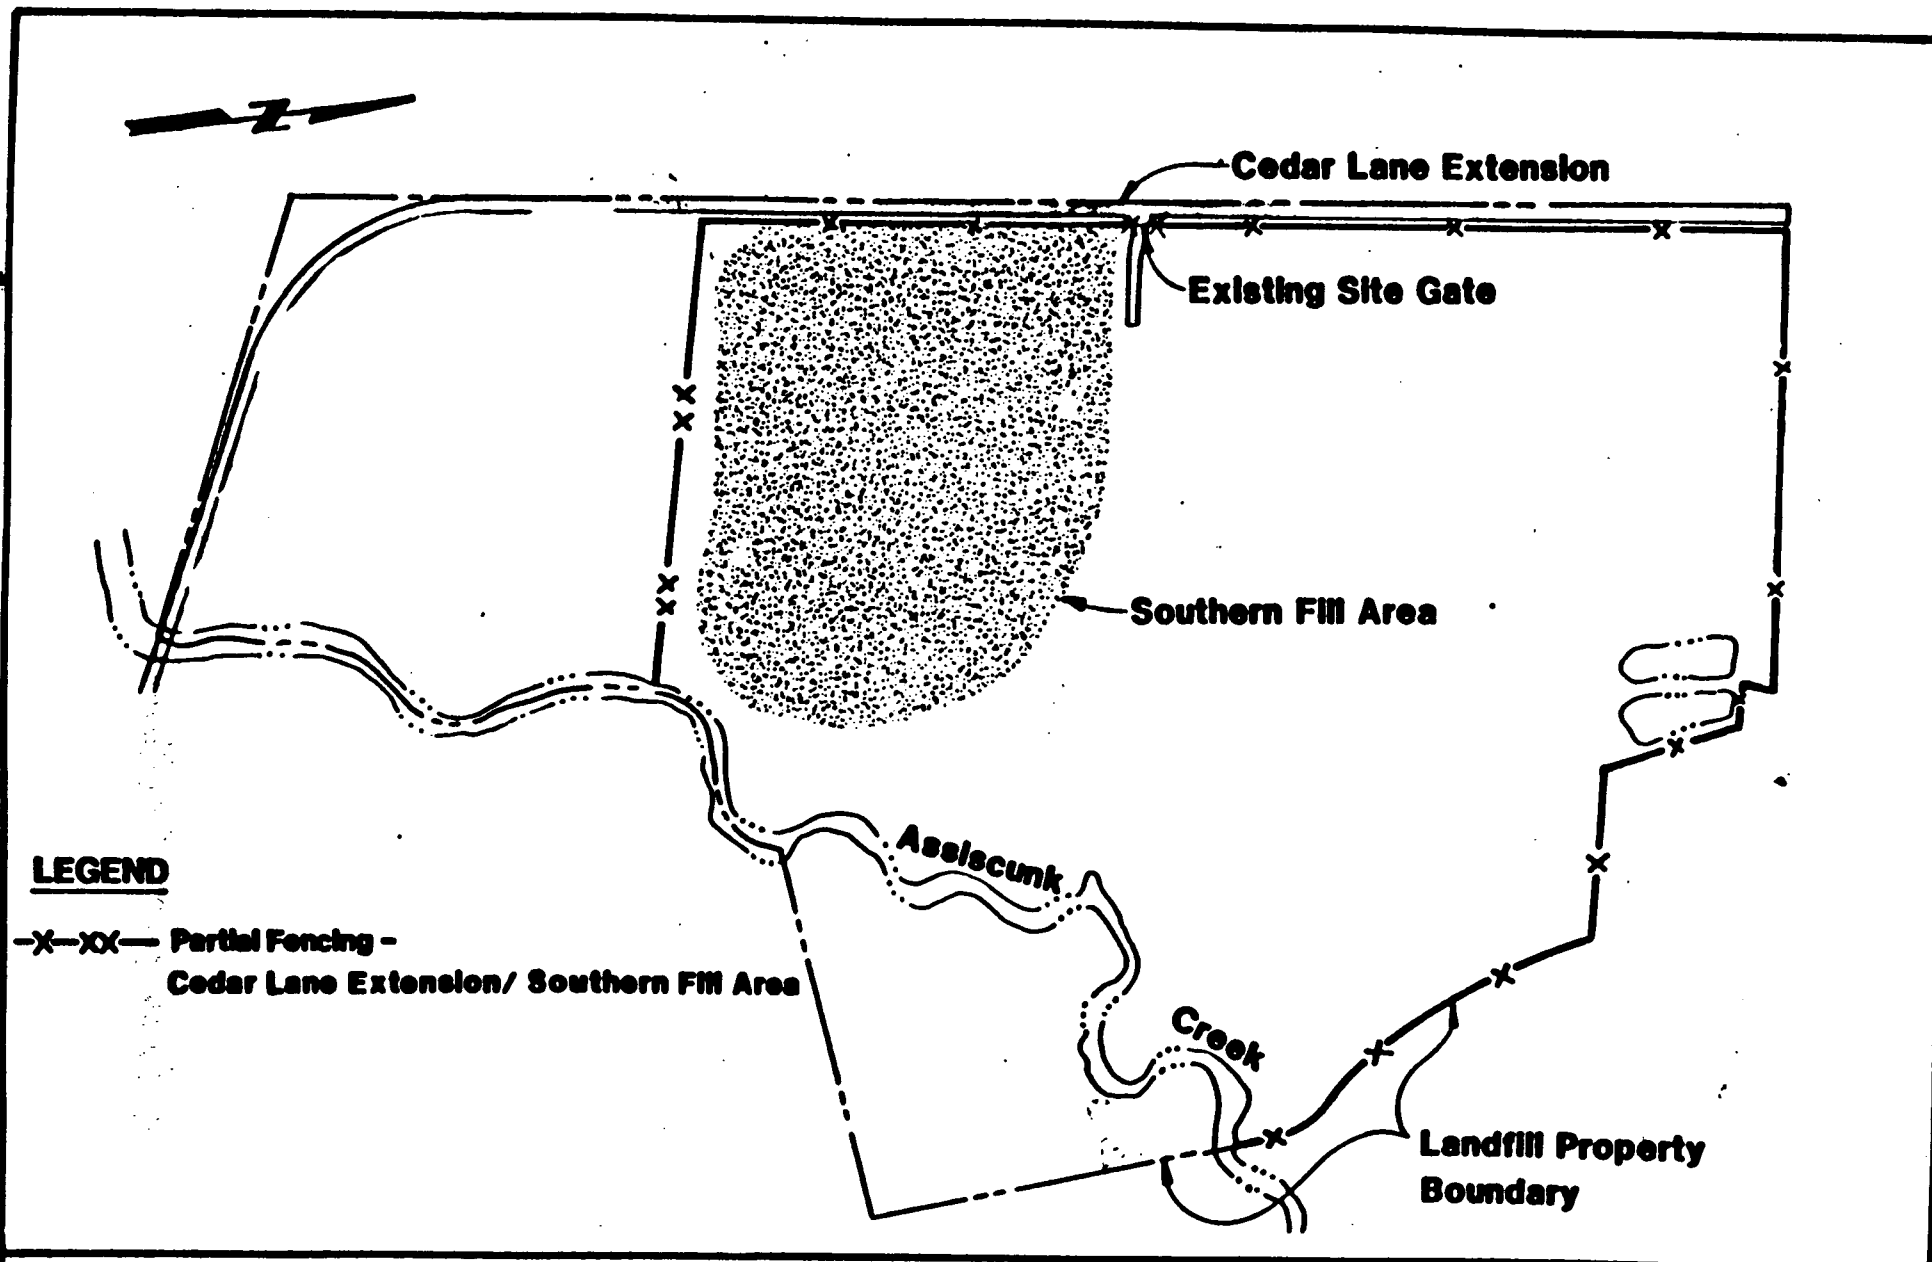 Z
Cedar Lane Extension
Existing Site Gate
Southern Fill Area
Assiscunk
Creek
LEGEND
-X-XX- Partial Fencing -
Cedar Lane Extension/ Southern Fill Area
Landfill Property
Boundary